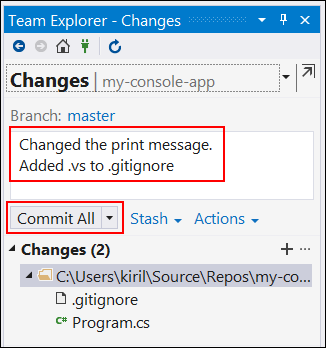 Team Explorer - Changes
Changes | my-console-app
Branch: master
Changed the print message.
Added .vs to .gitignore
Commit All
Stash
Actions
Changes (2)
C:\Users\kiril\Source\Repos\my-co...
.gitignore
C# Program.cs